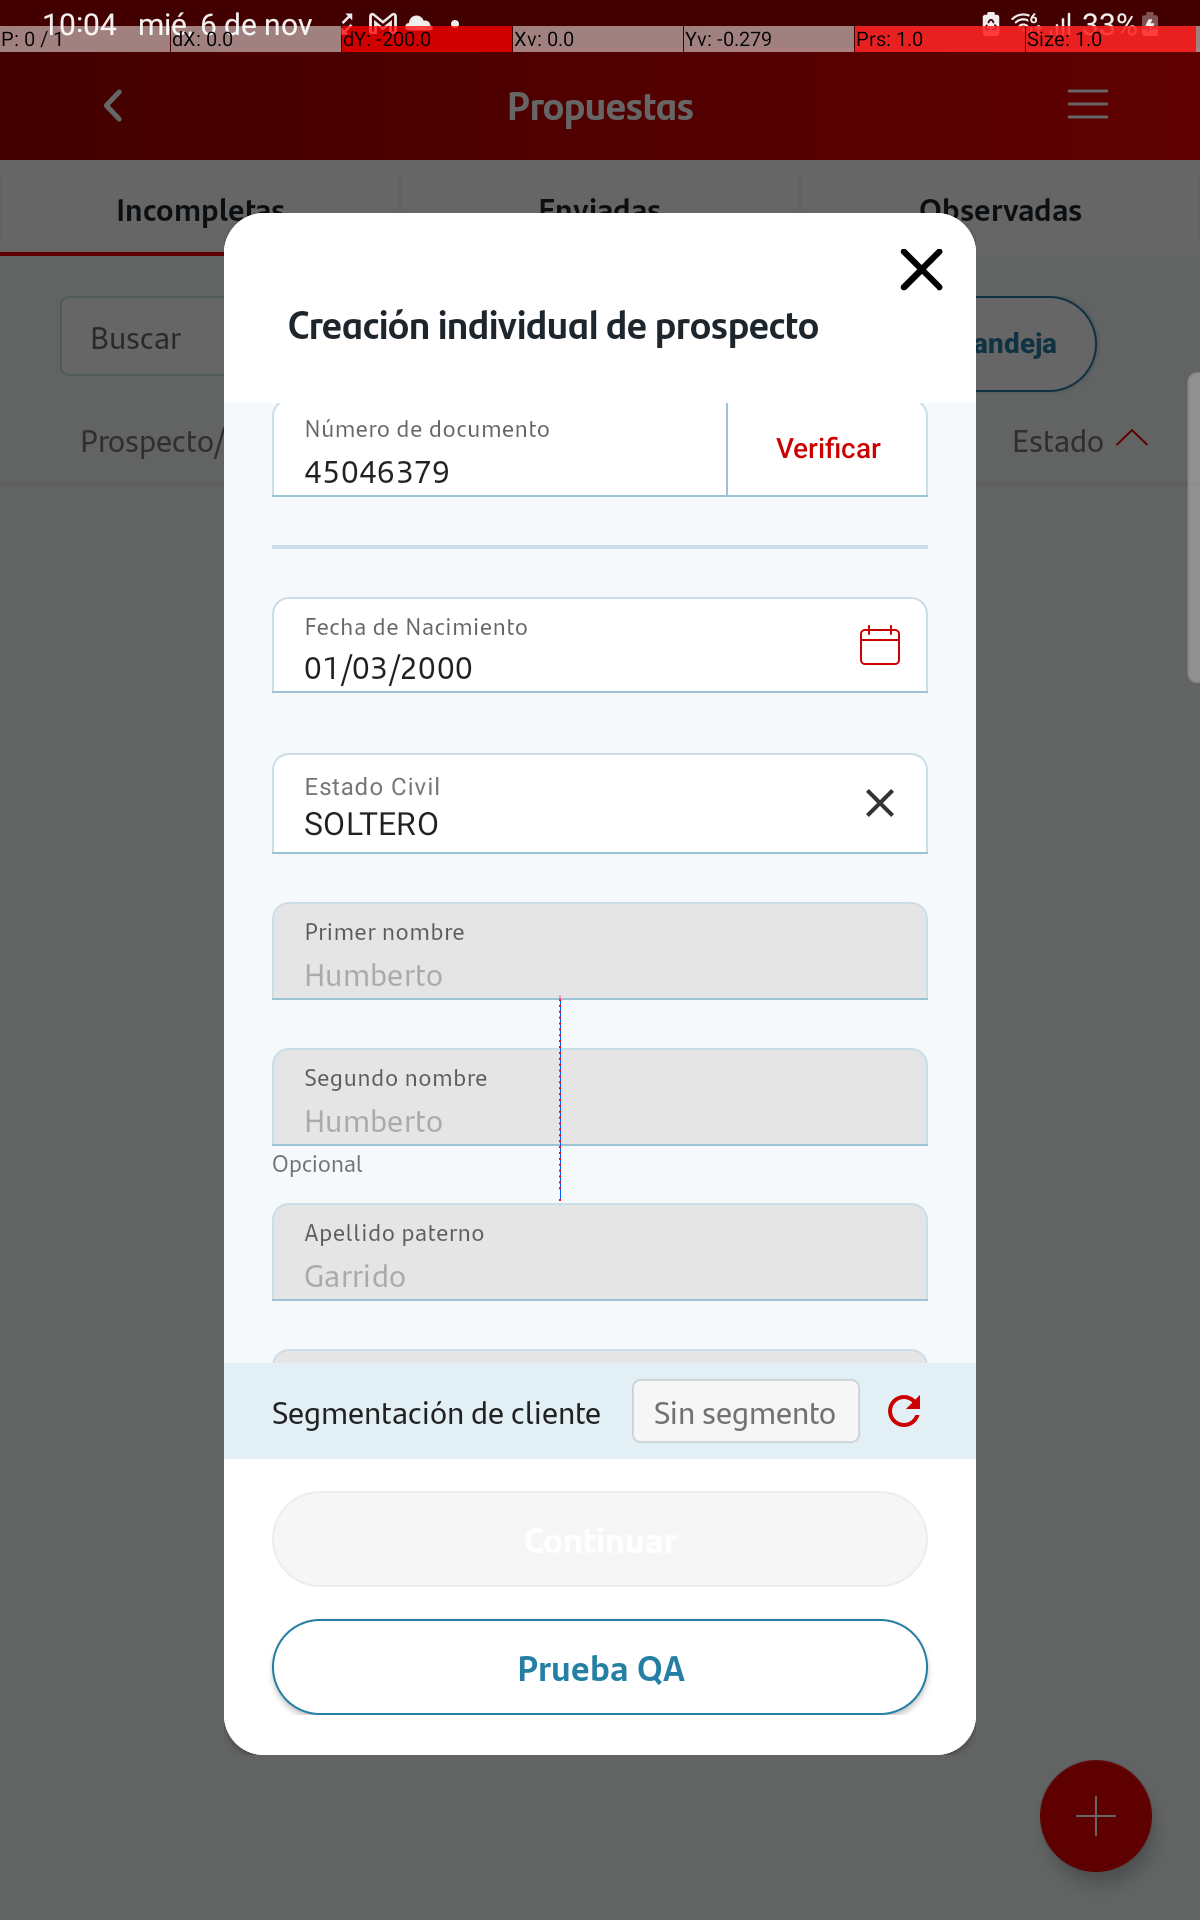 10:04 mié, 6 de nov 33%
P: 0 / 1 dX: 0.0 dY: -200.0 Xv: 0.0 Yv: -0.279 Prs: 1.0 Size: 1.0
Propuestas
Incompletas Enviadas Observadas
Creación individual de prospecto
Buscar
andeja
Prospecto/
Estado
Número de documento
45046379
Verificar
Fecha de Nacimiento
01/03/2000
Estado Civil
SOLTERO
Primer nombre
Humberto
Segundo nombre
Humberto
Opcional
Apellido paterno
Garrido
Segmentación de cliente Sin segmento
Continuar
Prueba QA